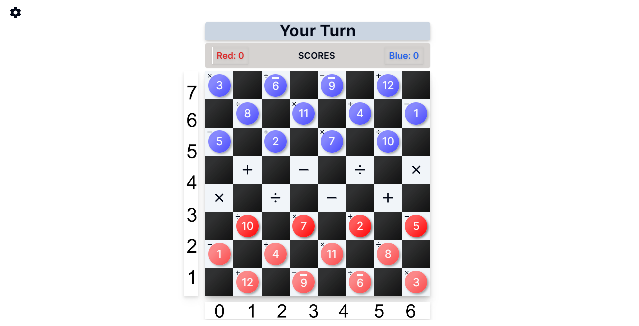 Your Turn
Red: 0 SCORES Blue: 0
7 3 6 9 12
6 8 11 4 1
5 5 2 7 10
4 + − ÷ ×
× ÷ − +
3 10 7 2 5
2 1 4 11 8
1 12 9 6 3
0 1 2 3 4 5 6